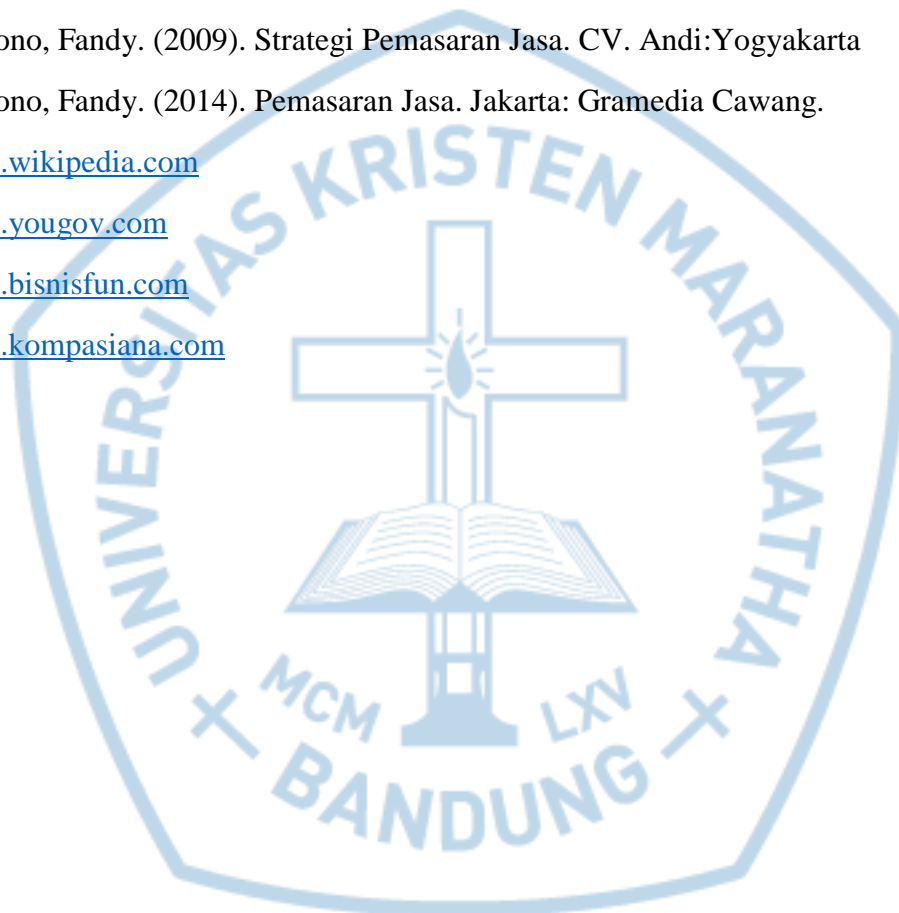 ono, Fandy. (2009). Strategi Pemasaran Jasa. CV. Andi:Yogyakarta
ono, Fandy. (2014). Pemasaran Jasa. Jakarta: Gramedia Cawang.
.wikipedia.com
.yougov.com
.bisnisfun.com
.kompasiana.com
UNIVERSITAS KRISTEN MARANATHA
MCM LXV
BANDUNG